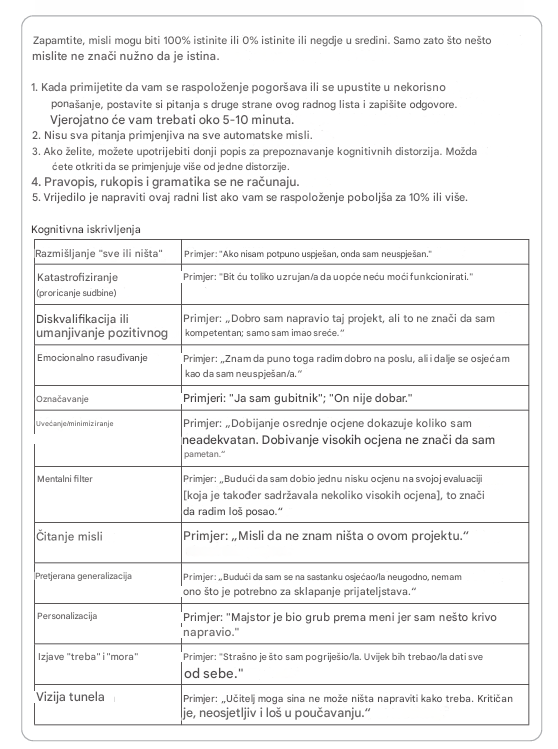 Zapamtite, misli mogu biti 100% istinite ili 0% istinite ili negdje u sredini. Samo zato što nešto
mislite ne znači nužno da je istina.
1. Kada primijetite da vam se raspoloženje pogoršava ili se upustite u nekorisno
ponašanje, postavite si pitanja s druge strane ovog radnog lista i zapišite odgovore.
Vjerojatno će vam trebati oko 5-10 minuta.
2. Nisu sva pitanja primjenjiva na sve automatske misli.
3. Ako želite, možete upotrijebiti donji popis za prepoznavanje kognitivnih distorzija. Možda
ćete otkriti da se primjenjuje više od jedne distorzije.
4. Pravopis, rukopis i gramatika se ne računaju.
5. Vrijedilo je napraviti ovaj radni list ako vam se raspoloženje poboljša za 10% ili više.
Kognitivna iskrivljenja
Razmišljanje "sve ili ništa"
Primjer: "Ako nisam potpuno uspješan, onda sam neuspješan."
Katastrofiziranje
(proricanje sudbine)
Primjer: "Bit ću toliko uzrujan/a da uopće neću moći funkcionirati."
Diskvalifikacija ili
umanjivanje pozitivnog
Primjer: „Dobro sam napravio taj projekt, ali to ne znači da sam
kompetentan; samo sam imao sreće.“
Emocionalno rasuđivanje
Primjer: „Znam da puno toga radim dobro na poslu, ali i dalje se osjećam
kao da sam neuspješan/a.“
Označavanje
Primjeri: "Ja sam gubitnik"; "On nije dobar."
Uvećanje/minimiziranje
Primjer: „Dobijanje osrednje ocjene dokazuje koliko sam
neadekvatan. Dobivanje visokih ocjena ne znači da sam
pametan.“
Mentalni filter
Primjer: „Budući da sam dobio jednu nisku ocjenu na svojoj evaluaciji
[koja je također sadržavala nekoliko visokih ocjena], to znači
da radim loš posao.“
Čitanje misli
Primjer: „Misli da ne znam ništa o ovom projektu.“
Pretjerana generalizacija
Primjer: „Budući da sam se na sastanku osjećao/la neugodno, nemam
ono što je potrebno za sklapanje prijateljstava.“
Personalizacija
Primjer: "Majstor je bio grub prema meni jer sam nešto krivo
napravio."
Izjave "treba" i "mora"
Primjer: "Strašno je što sam pogriješio/la. Uvijek bih trebao/la dati sve
od sebe."
Vizija tunela
Primjer: „Učitelj moga sina ne može ništa napraviti kako treba. Kritičan
je, neosjetljiv i loš u poučavanju.“